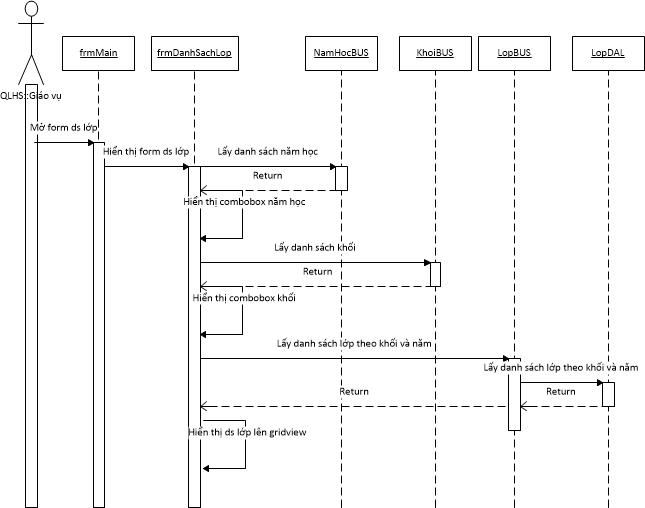 frmMain
frmDanhSachLop
NamHocBUS
KhoiBUS
LopBUS
LopDAL
QLHS::Giáo vụ
Mở form ds lớp
Hiển thị form ds lớp
Lấy danh sách năm học
Return
Hiển thị combobox năm học
Lấy danh sách khối
Return
Hiển thị combobox khối
Lấy danh sách lớp theo khối và năm
Lấy danh sách lớp theo khối và năm
Return
Return
Hiển thị ds lớp lên gridview